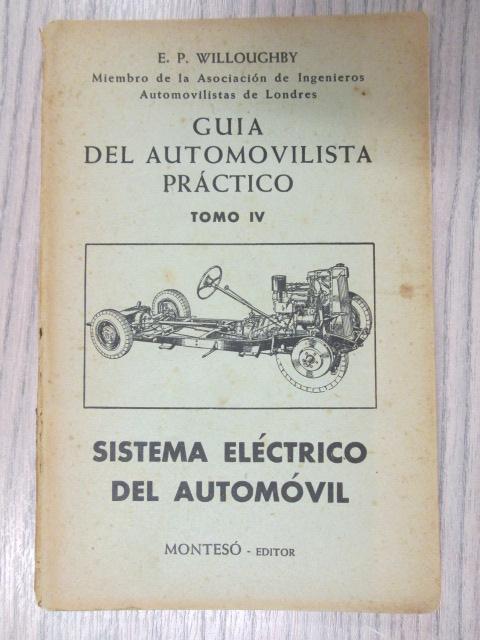 E. P. WILLOUGHBY
Miembro de la Asociación de Ingenieros
Automovilistas de Londres
GUIA
DEL AUTOMOVILISTA
PRÁCTICO
TOMO IV
SISTEMA ELÉCTRICO
DEL AUTOMÓVIL
MONTESÓ - EDITOR